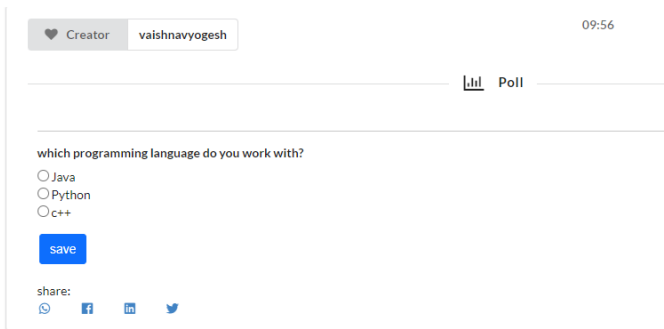 Creator vaishnavyogesh 09:56
Poll
which programming language do you work with?
Java
Python
c++
save
share: